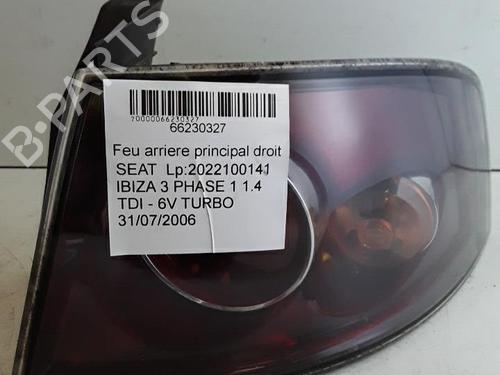 B-PARTS
70000066230327
66230327
Feu arriere principal droit
SEAT Lp:2022100141
IBIZA 3 PHASE 1 1.4
TDI - 6V TURBO
31/07/2006